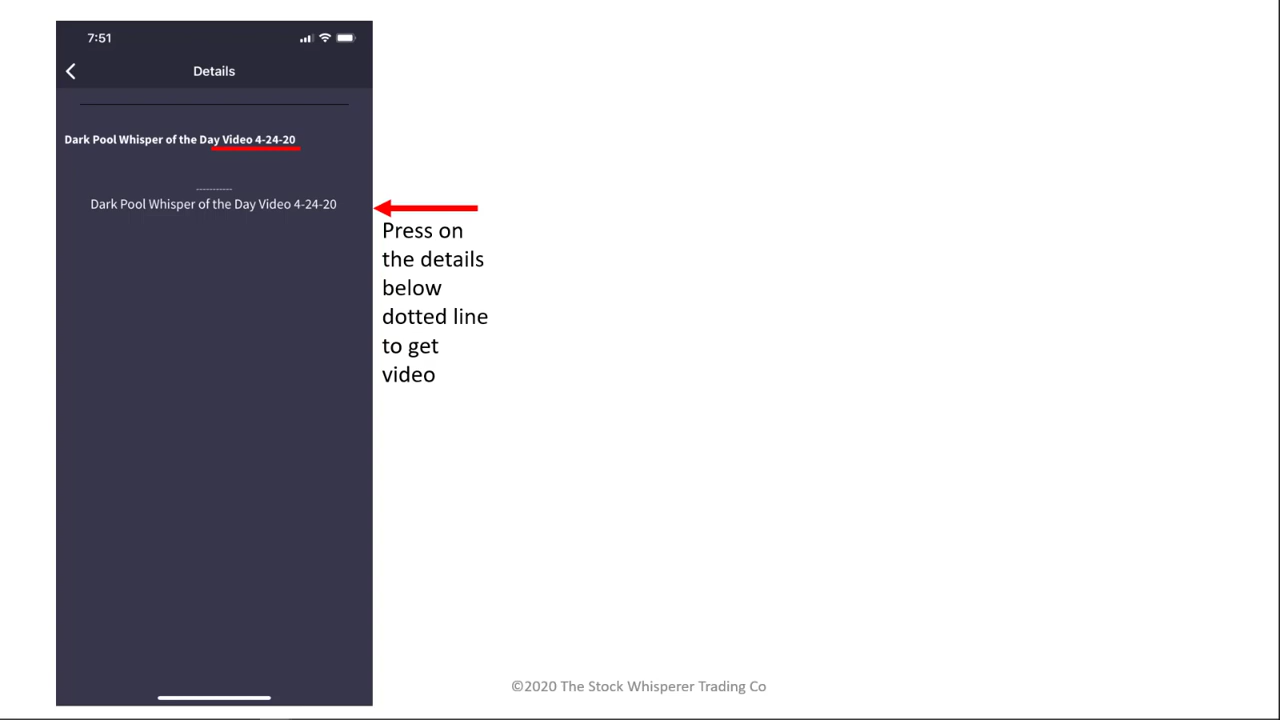 7:51
Details
Dark Pool Whisper of the Day Video 4-24-20
-----------
Dark Pool Whisper of the Day Video 4-24-20
Press on
the details
below
dotted line
to get
video
©2020 The Stock Whisperer Trading Co